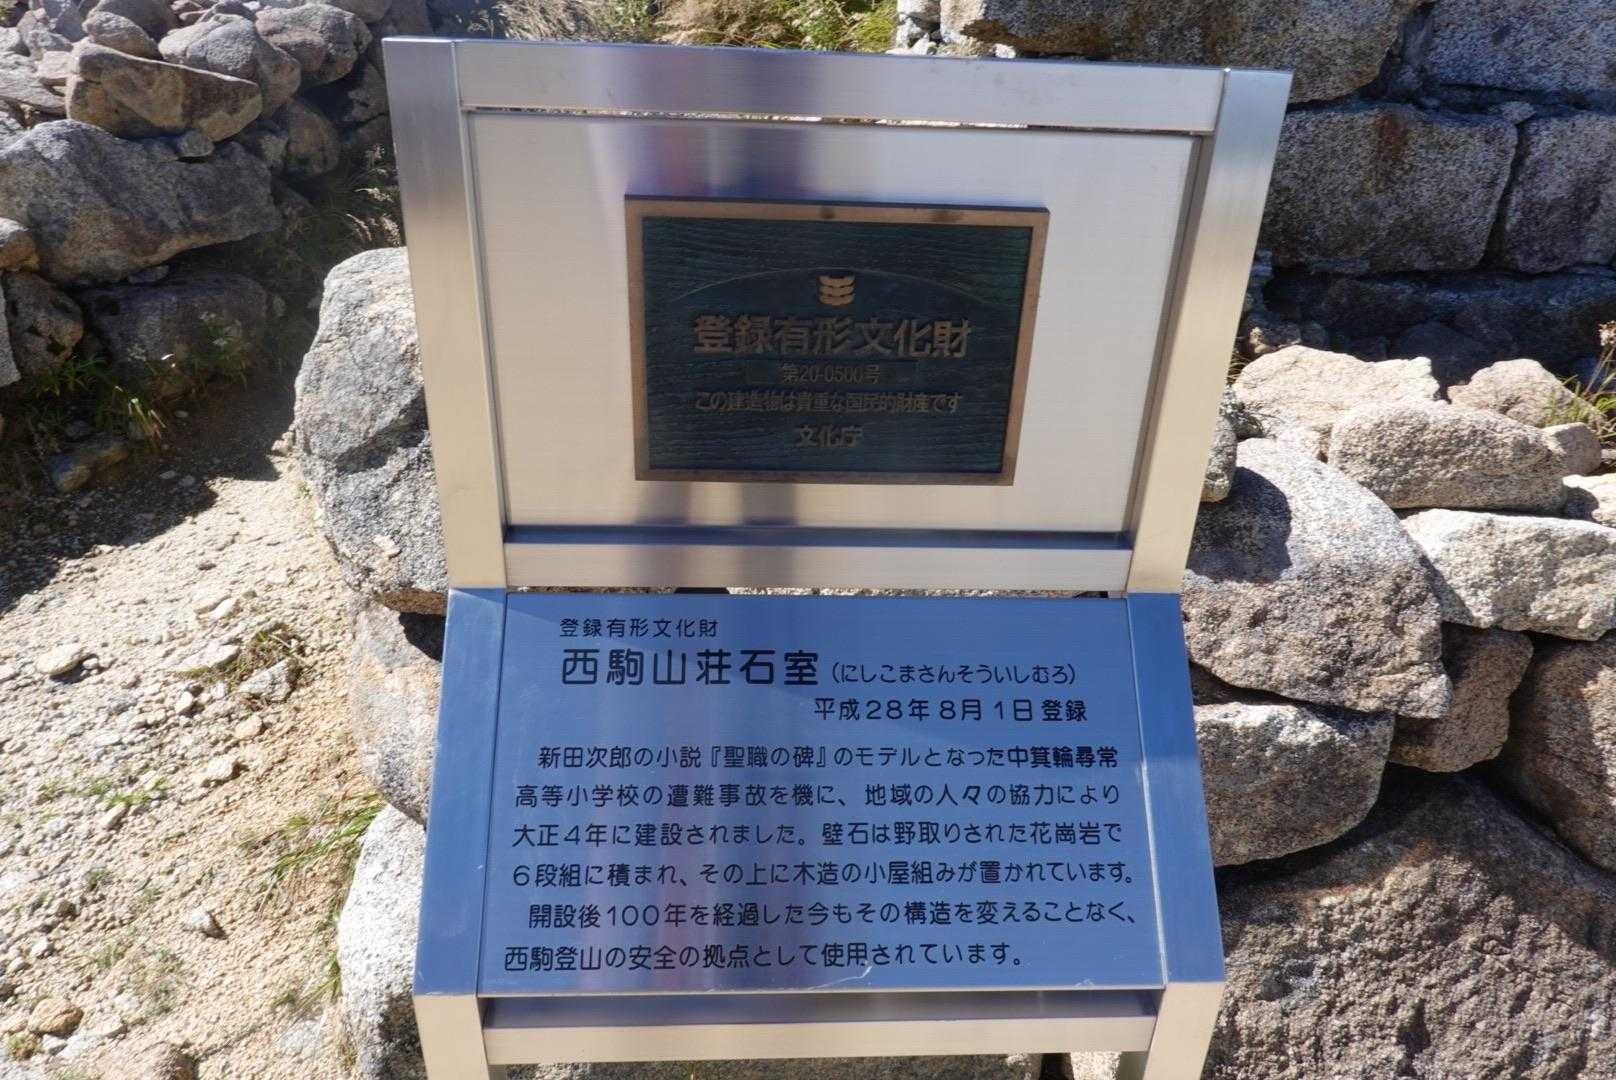 登録有形文化財
第20-0500号
この建造物は貴重な国民的財産です
文化庁
登録有形文化財
西駒山荘石室(にしこまさんそういしむろ)
平成28年8月1日登録
新田次郎の小説『聖職の碑』のモデルとなった中箕輪尋常
高等小学校の遭難事故を機に、地域の人々の協力により
大正4年に建設されました。壁石は野取りされた花崗岩で
6段組に積まれ、その上に木造の小屋組みが置かれています。
開設後100年を経過した今もその構造を変えることなく、
西駒登山の安全の拠点として使用されています。